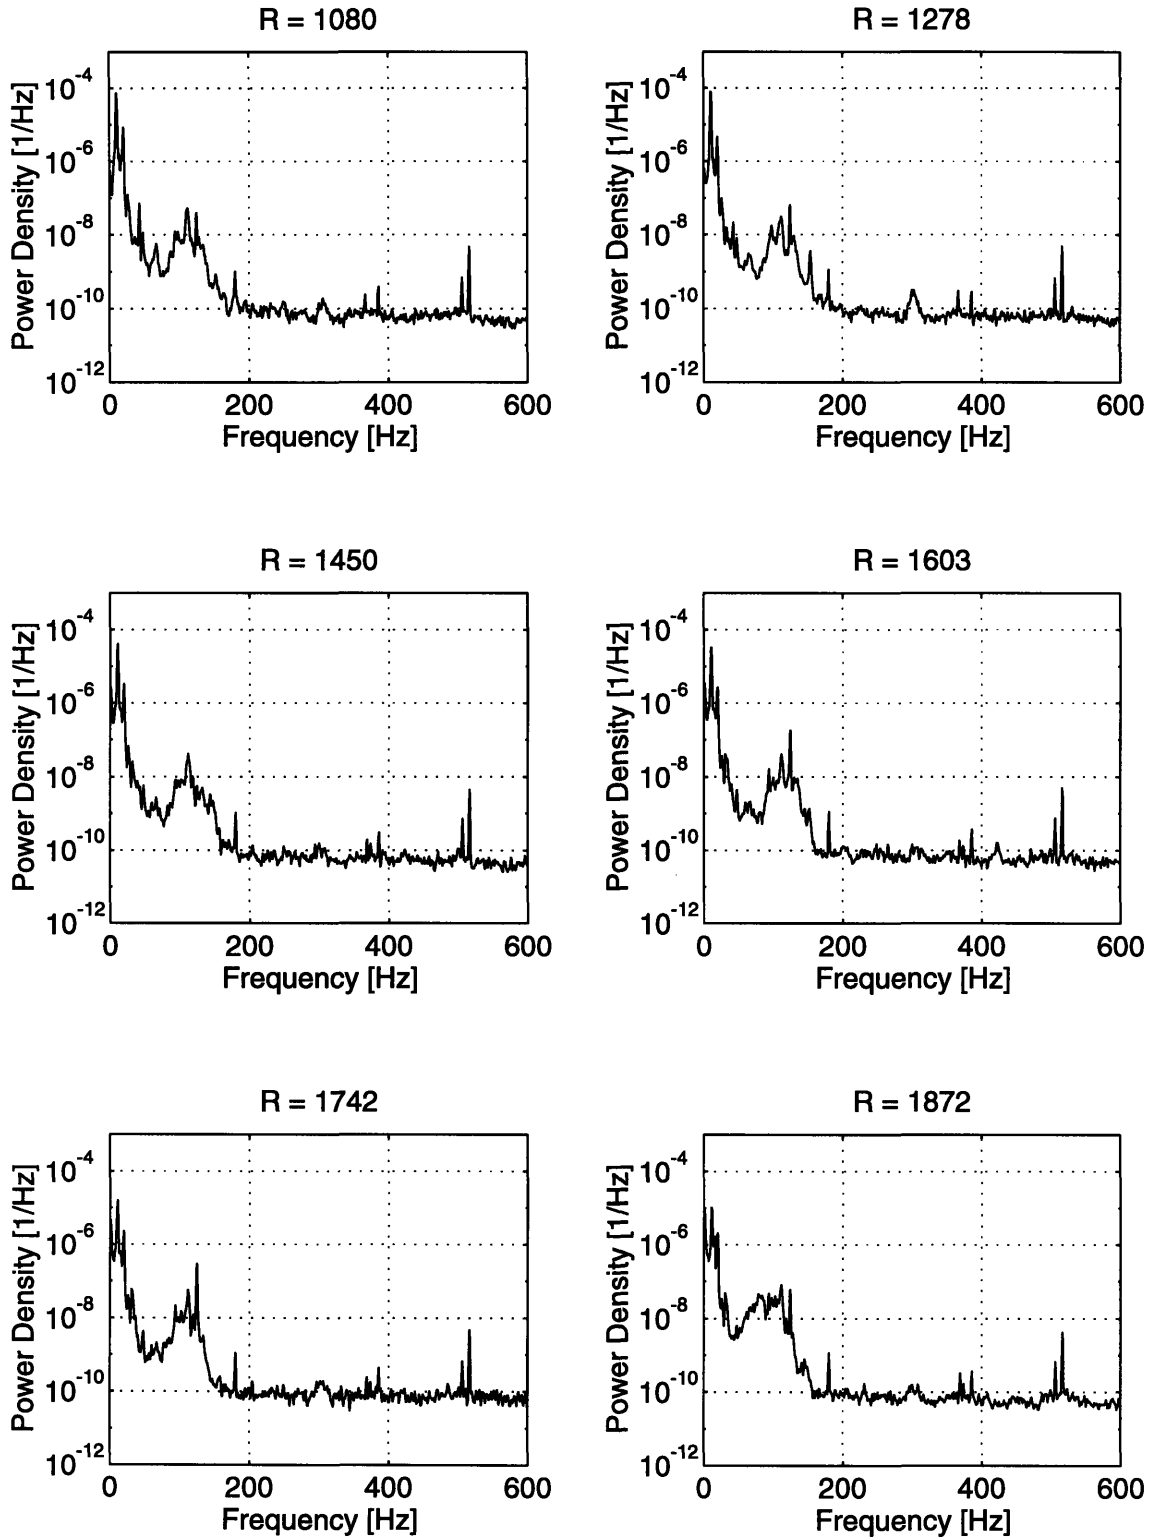 R = 1080
Power Density [1/Hz]
10^-4
10^-6
10^-8
10^-10
10^-12
0 200 400 600
Frequency [Hz]
R = 1278
Power Density [1/Hz]
10^-4
10^-6
10^-8
10^-10
10^-12
0 200 400 600
Frequency [Hz]
R = 1450
Power Density [1/Hz]
10^-4
10^-6
10^-8
10^-10
10^-12
0 200 400 600
Frequency [Hz]
R = 1603
Power Density [1/Hz]
10^-4
10^-6
10^-8
10^-10
10^-12
0 200 400 600
Frequency [Hz]
R = 1742
Power Density [1/Hz]
10^-4
10^-6
10^-8
10^-10
10^-12
0 200 400 600
Frequency [Hz]
R = 1872
Power Density [1/Hz]
10^-4
10^-6
10^-8
10^-10
10^-12
0 200 400 600
Frequency [Hz]